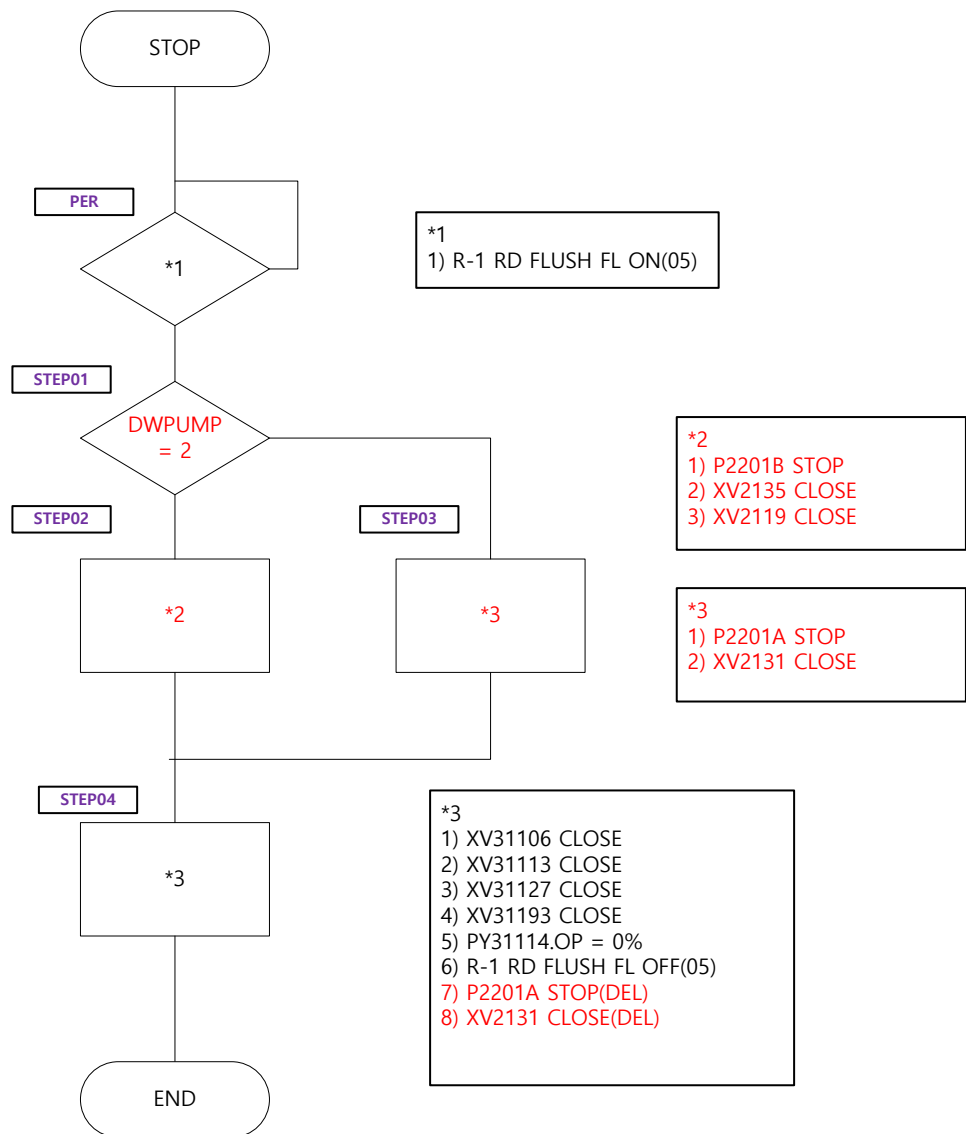 STOP
PER
*1
*1
1) R-1 RD FLUSH FL ON(05)
STEP01
DWPUMP
= 2
*2
1) P2201B STOP
2) XV2135 CLOSE
3) XV2119 CLOSE
STEP02
STEP03
*2
*3
*3
1) P2201A STOP
2) XV2131 CLOSE
STEP04
*3
*3
1) XV31106 CLOSE
2) XV31113 CLOSE
3) XV31127 CLOSE
4) XV31193 CLOSE
5) PY31114.OP = 0%
6) R-1 RD FLUSH FL OFF(05)
7) P2201A STOP(DEL)
8) XV2131 CLOSE(DEL)
END